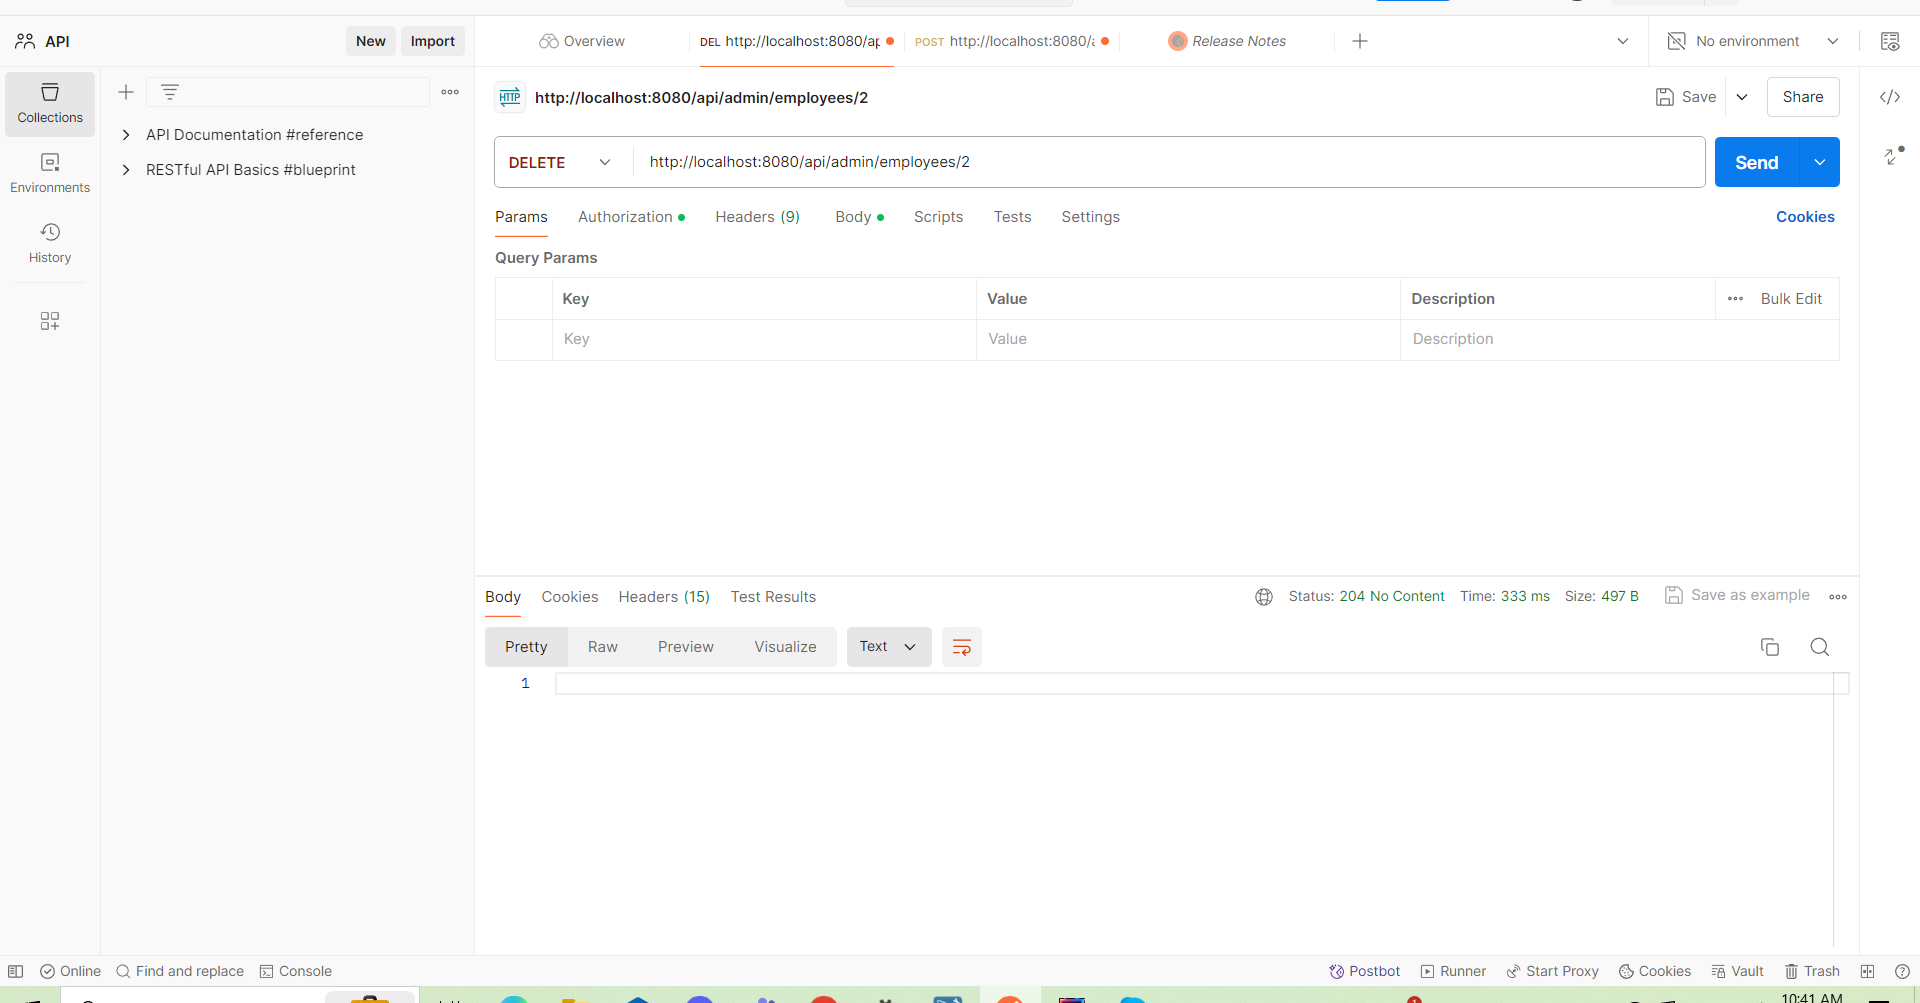 API
New
Import
Overview
DEL http://localhost:8080/ap
POST http://localhost:8080/a
Release Notes
No environment
Collections
Environments
History
API Documentation #reference
RESTful API Basics #blueprint
HTTP
http://localhost:8080/api/admin/employees/2
Save
Share
DELETE
http://localhost:8080/api/admin/employees/2
Send
Params
Authorization
Headers (9)
Body
Scripts
Tests
Settings
Cookies
Query Params
Key
Value
Description
Bulk Edit
Key
Value
Description
Body
Cookies
Headers (15)
Test Results
Status: 204 No Content
Time: 333 ms
Size: 497 B
Save as example
Pretty
Raw
Preview
Visualize
Text
1
Online
Find and replace
Console
Postbot
Runner
Start Proxy
Cookies
Vault
Trash
10:41 AM